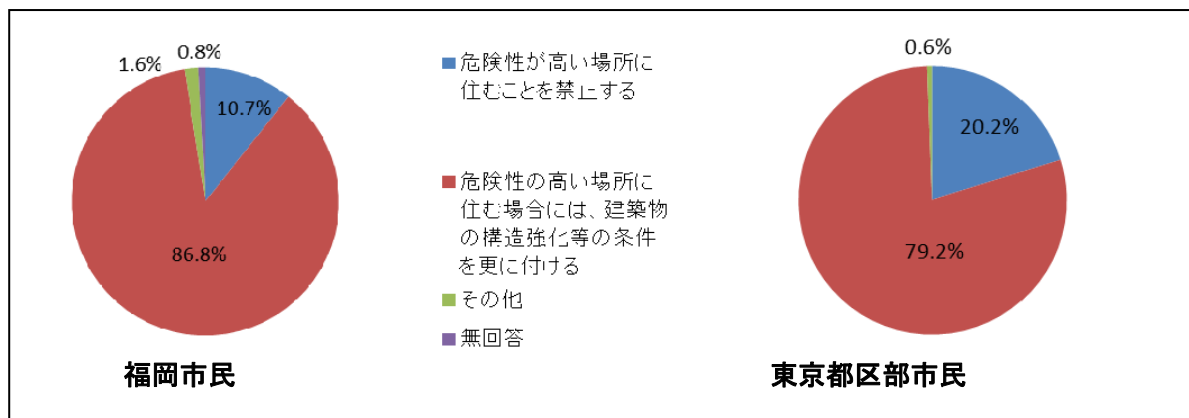 0.8%
1.6%
10.7%
86.8%
福岡市民
危険性が高い場所に
住むことを禁止する
危険性の高い場所に
住む場合には、建築物
の構造強化等の条件
を更に付ける
その他
無回答
0.6%
20.2%
79.2%
東京都区部市民